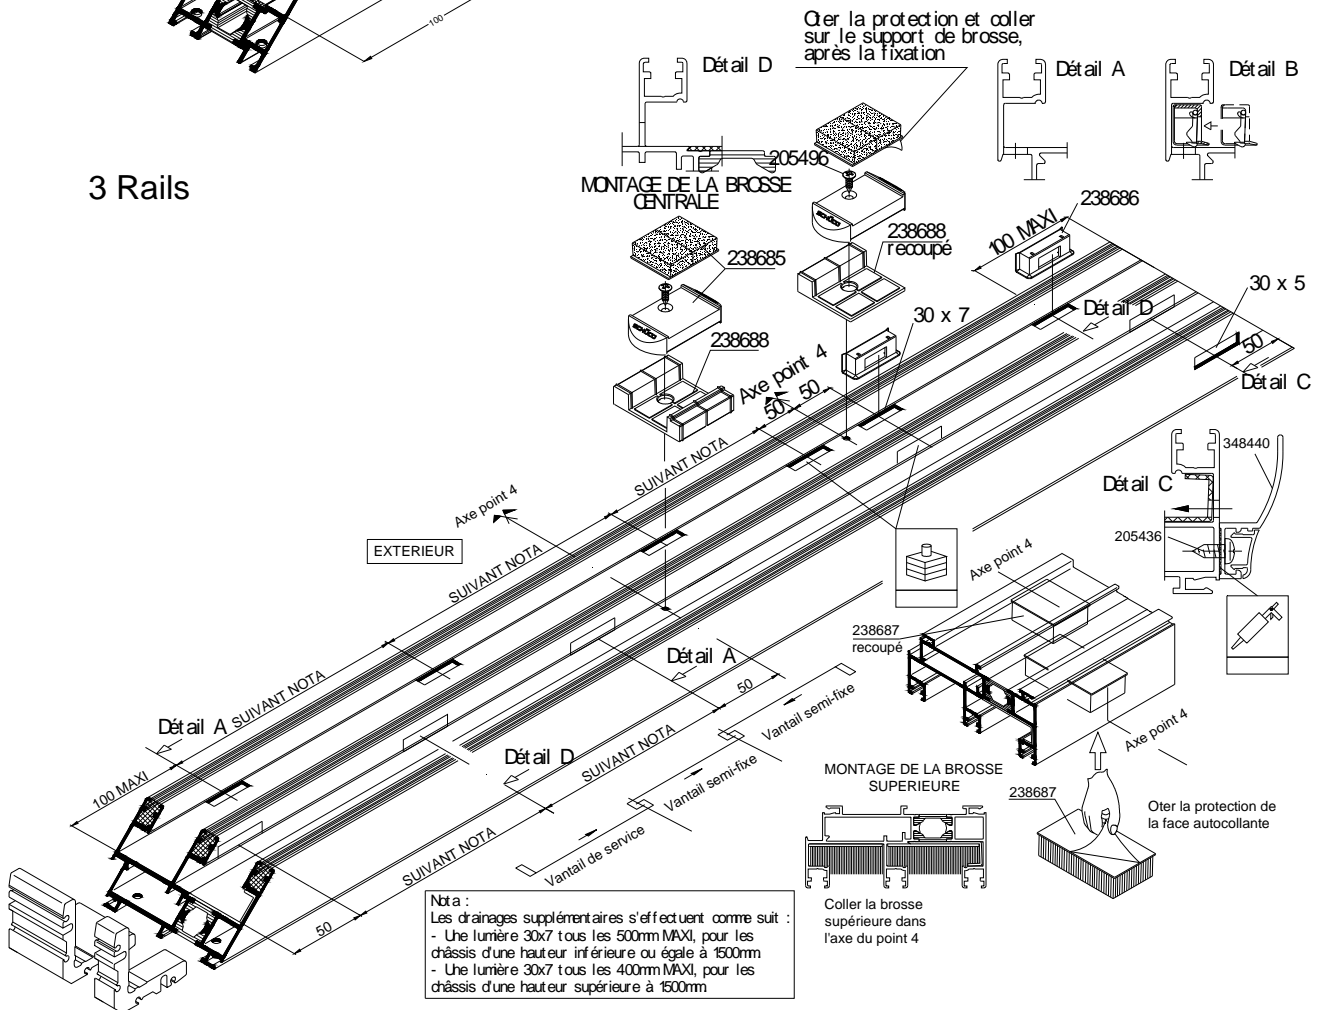 100
Oter la protection et coller
sur le support de brosse,
après la fixation
Détail D
Détail A
Détail B
3 Rails
205496
MONTAGE DE LA BROSSE
CENTRALE
238686
100 MAXI
238688
recoupé
238685
30 x 5
30 x 7
Détail D
50
238688
Détail C
Axe point 4
50
50
SUIVANT NOTA
348440
Détail C
Axe point 4
205436
EXTERIEUR
SUIVANT NOTA
Axe point 4
238687
recoupé
Détail A
SUIVANT NOTA
50
Détail A
Vantail semi-fixe
Axe point 4
100 MAXI
Détail D
SUIVANT NOTA
Vantail semi-fixe
MONTAGE DE LA BROSSE
SUPERIEURE
238687
Oter la protection de
la face autocollante
Vantail de service
SUIVANT NOTA
50
Nota :
Les drainages supplémentaires s'effectuent comme suit :
- Une lumière 30x7 tous les 500mm MAXI, pour les
châssis d'une hauteur inférieure ou égale à 1500mm
- Une lumière 30x7 tous les 400mm MAXI, pour les
châssis d'une hauteur supérieure à 1500mm
Coller la brosse
supérieure dans
l'axe du point 4